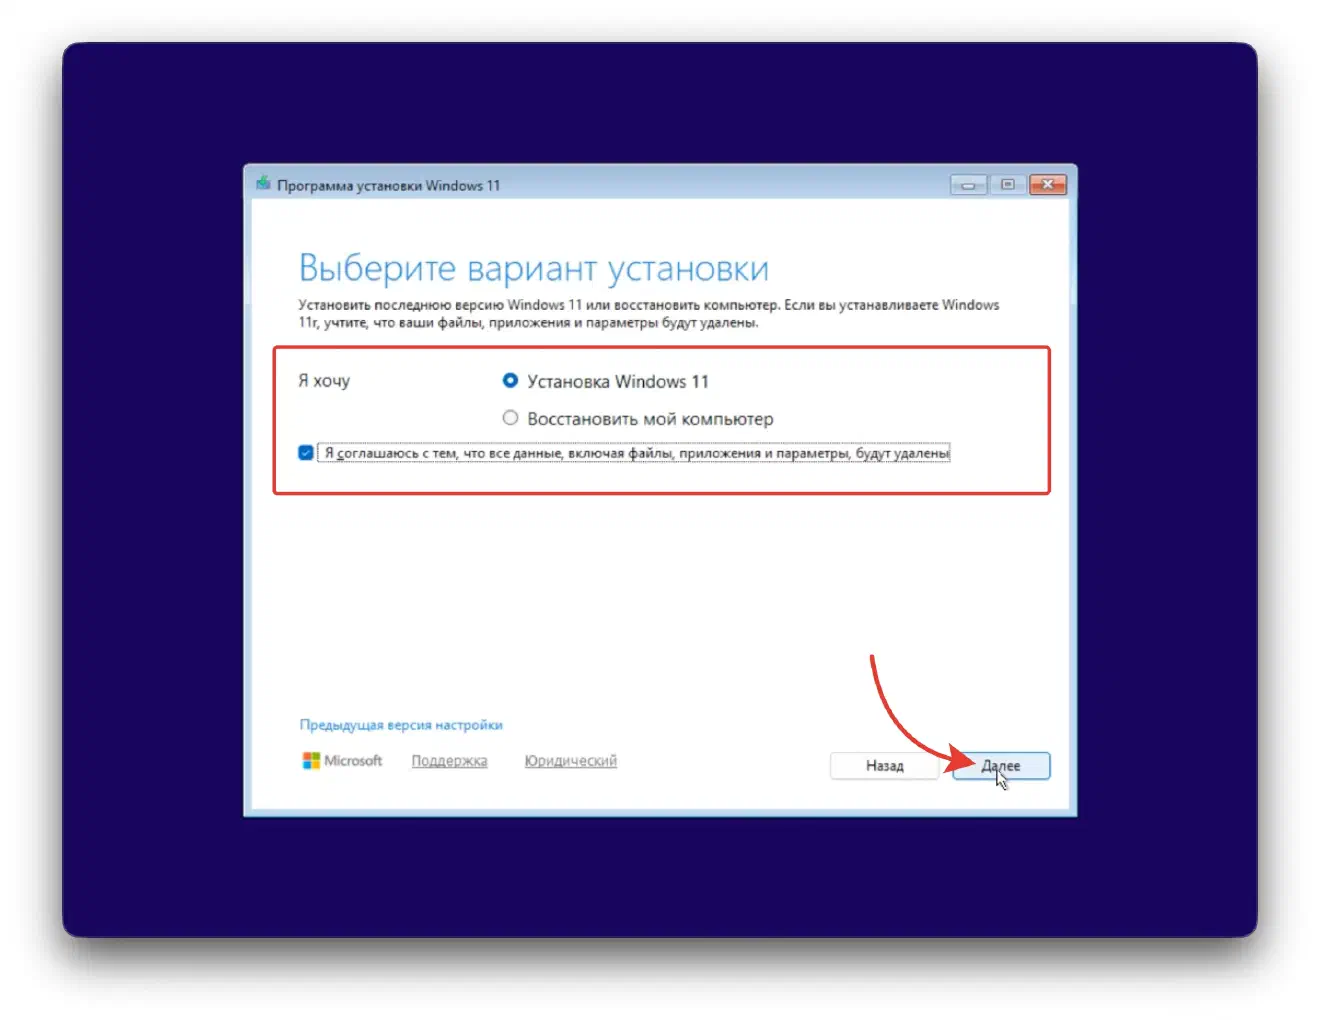 Программа установки Windows 11
Выберите вариант установки
Установить последнюю версию Windows 11 или восстановить компьютер. Если вы устанавливаете Windows
11г, учтите, что ваши файлы, приложения и параметры будут удалены.
Я хочу
Установка Windows 11
Восстановить мой компьютер
Я соглашаюсь с тем, что все данные, включая файлы, приложения и параметры, будут удалены
Предыдущая версия настройки
Microsoft Поддержка Юридический
Назад Далее